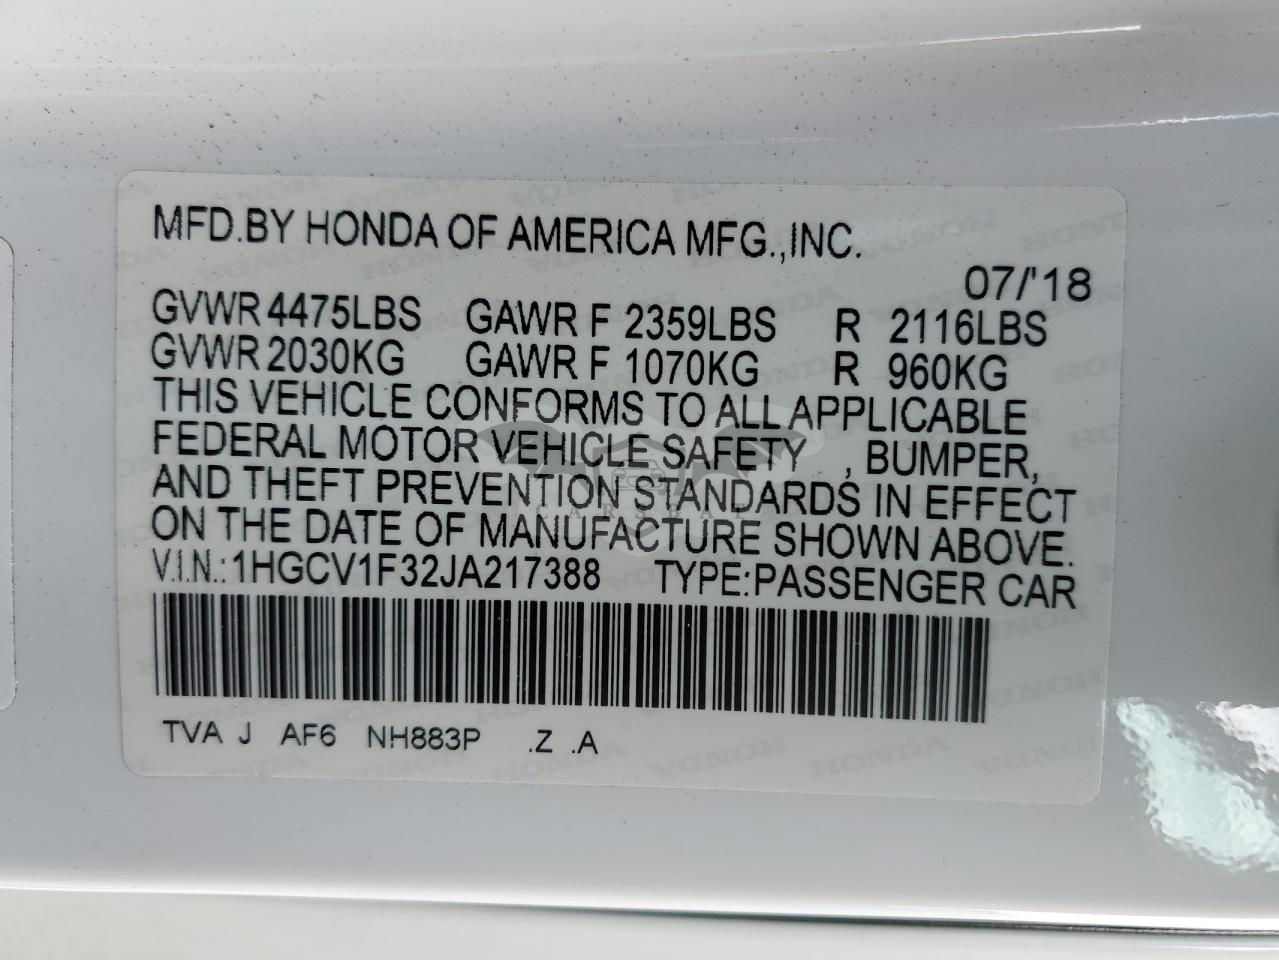 MFD.BY HONDA OF AMERICA MFG.,INC.
07/'18
GVWR 4475LBS GAWR F 2359LBS R 2116LBS
GVWR 2030KG GAWR F 1070KG R 960KG
THIS VEHICLE CONFORMS TO ALL APPLICABLE
FEDERAL MOTOR VEHICLE SAFETY , BUMPER,
AND THEFT PREVENTION STANDARDS IN EFFECT
ON THE DATE OF MANUFACTURE SHOWN ABOVE.
V.I.N.:1HGCV1F32JA217388 TYPE:PASSENGER CAR
TVA J AF6 NH883P .Z .A